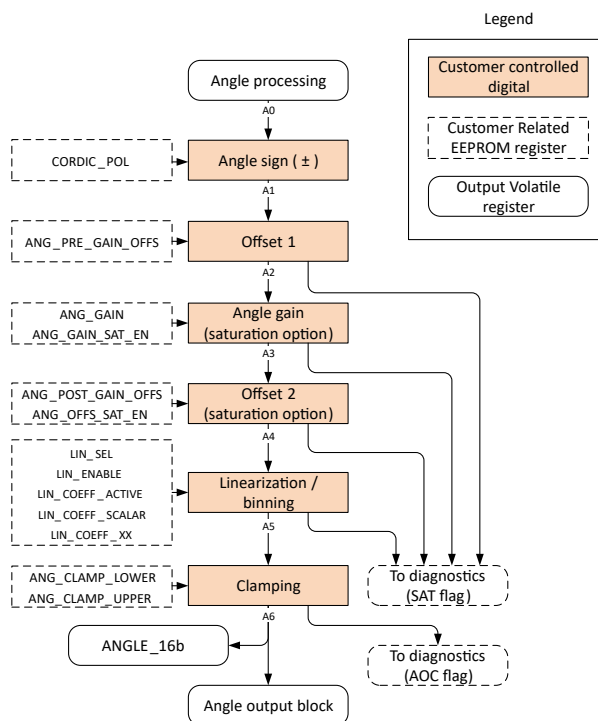 Legend
Customer controlled
digital
Customer Related
EEPROM register
Output Volatile
register
Angle processing
A0
CORDIC_POL
Angle sign ( ± )
A1
ANG_PRE_GAIN_OFFS
Offset 1
A2
ANG_GAIN
ANG_GAIN_SAT_EN
Angle gain
(saturation option)
A3
ANG_POST_GAIN_OFFS
ANG_OFFS_SAT_EN
Offset 2
(saturation option)
A4
LIN_SEL
LIN_ENABLE
LIN_COEFF_ACTIVE
LIN_COEFF_SCALAR
LIN_COEFF_XX
Linearization /
binning
A5
ANG_CLAMP_LOWER
ANG_CLAMP_UPPER
Clamping
To diagnostics
(SAT flag)
A6
ANGLE_16b
To diagnostics
(AOC flag)
Angle output block